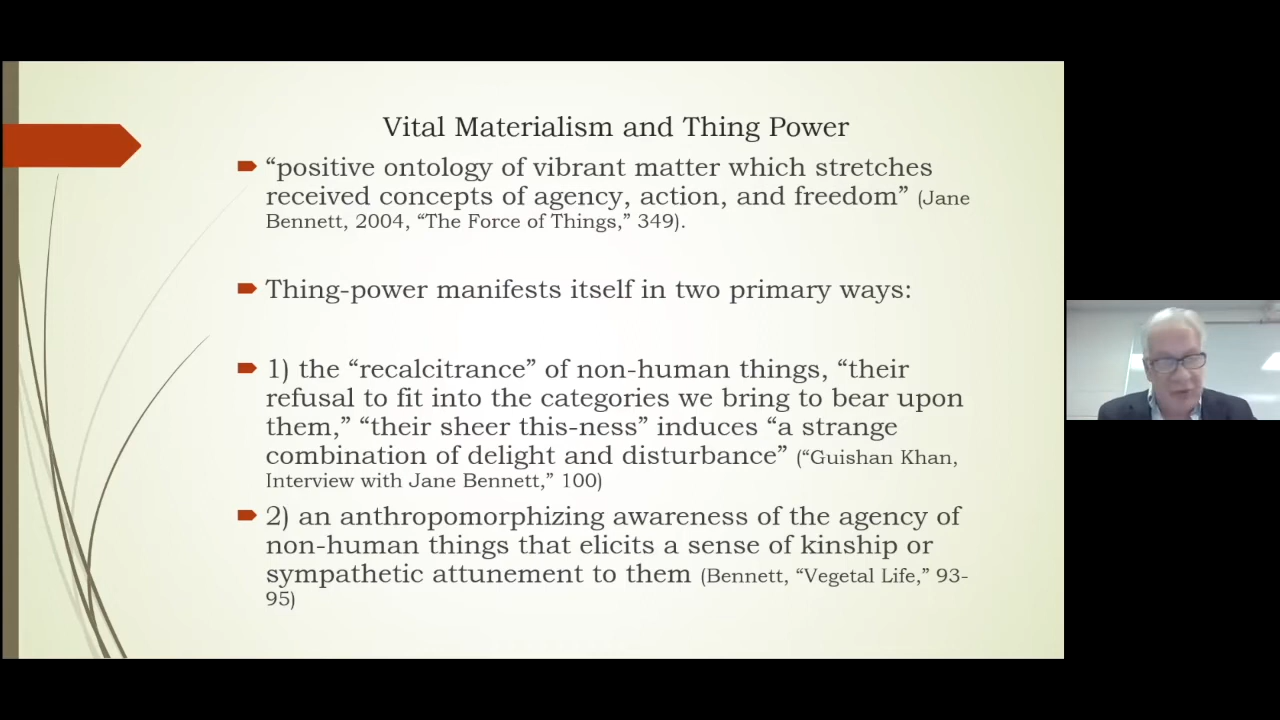 Vital Materialism and Thing Power
“positive ontology of vibrant matter which stretches
received concepts of agency, action, and freedom” (Jane
Bennett, 2004, “The Force of Things,” 349).
Thing-power manifests itself in two primary ways:
1) the “recalcitrance” of non-human things, “their
refusal to fit into the categories we bring to bear upon
them,” “their sheer this-ness” induces “a strange
combination of delight and disturbance” (“Guishan Khan,
Interview with Jane Bennett,” 100)
2) an anthropomorphizing awareness of the agency of
non-human things that elicits a sense of kinship or
sympathetic attunement to them (Bennett, “Vegetal Life,” 93-
95)